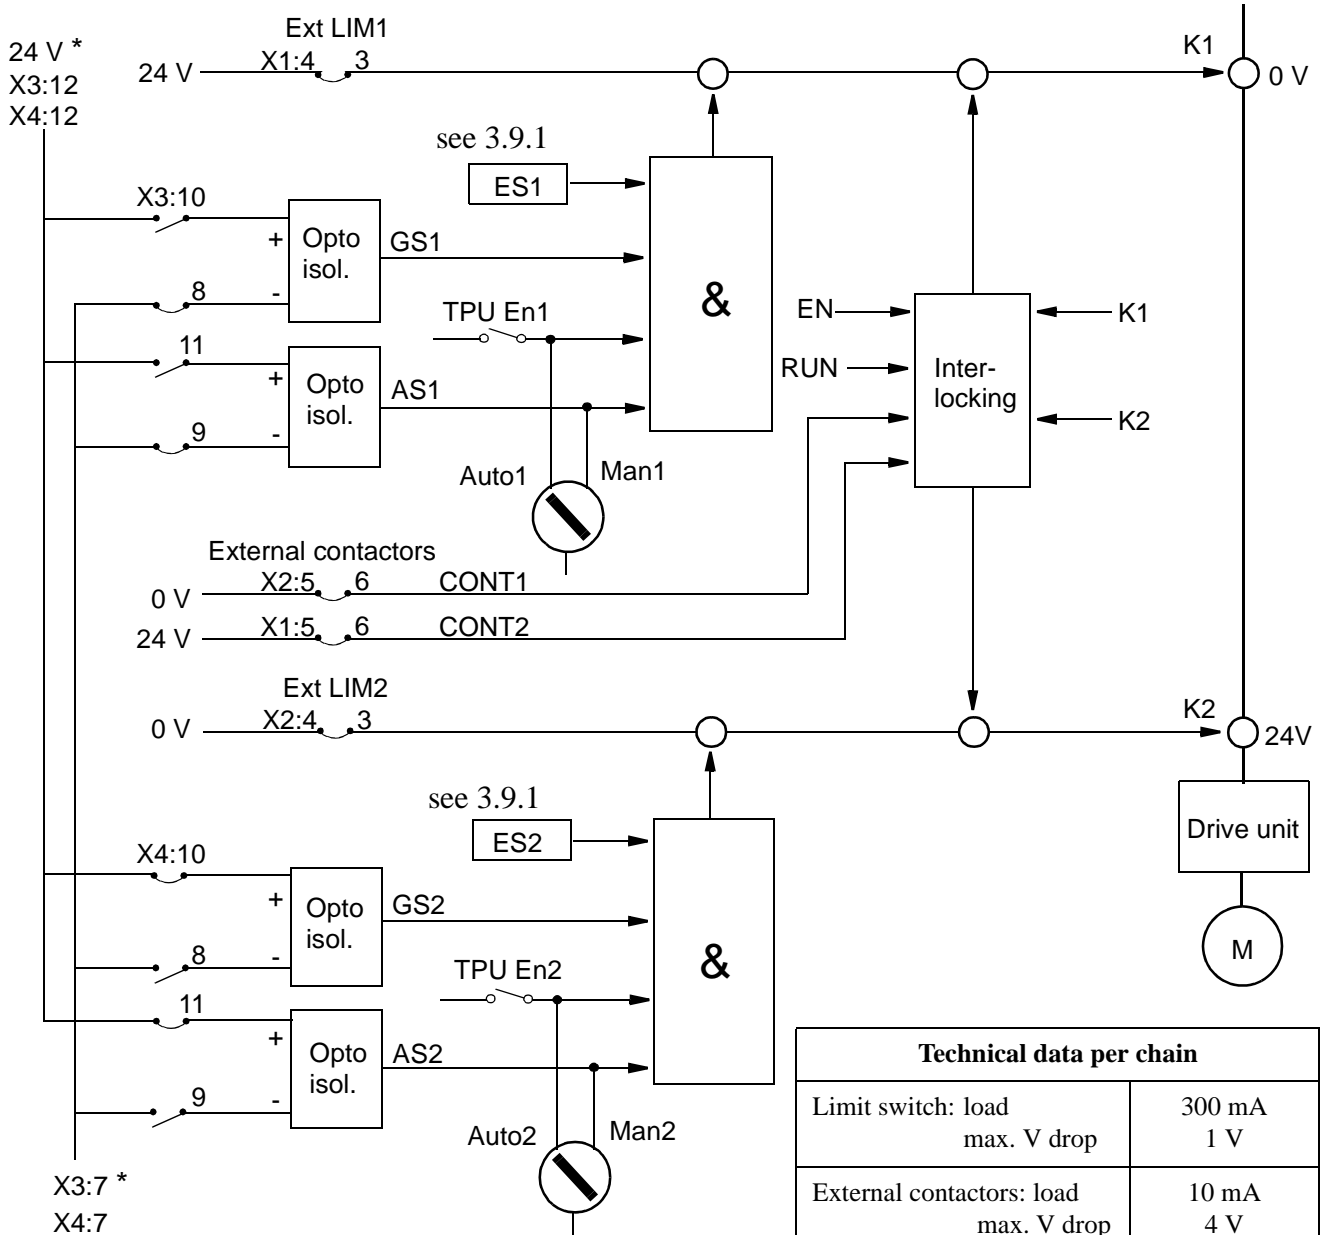 Ext LIM1
24 V *
X3:12
X4:12
24 V
X1:4 3
K1
0 V
see 3.9.1
ES1
X3:10
+
Opto
isol.
GS1
8
-
TPU En1
&
EN
K1
11
+
Opto
isol.
AS1
RUN
Inter-
locking
K2
9
-
Auto1
Man1
External contactors
0 V
X2:5 6
CONT1
24 V
X1:5 6
CONT2
Ext LIM2
0 V
X2:4 3
K2
24V
see 3.9.1
ES2
Drive unit
X4:10
+
Opto
isol.
GS2
8
-
TPU En2
&
M
11
+
Opto
isol.
AS2
9
-
Auto2
Man2
X3:7 *
X4:7
Technical data per chain
Limit switch: load 300 mA
max. V drop 1 V
External contactors: load 10 mA
max. V drop 4 V